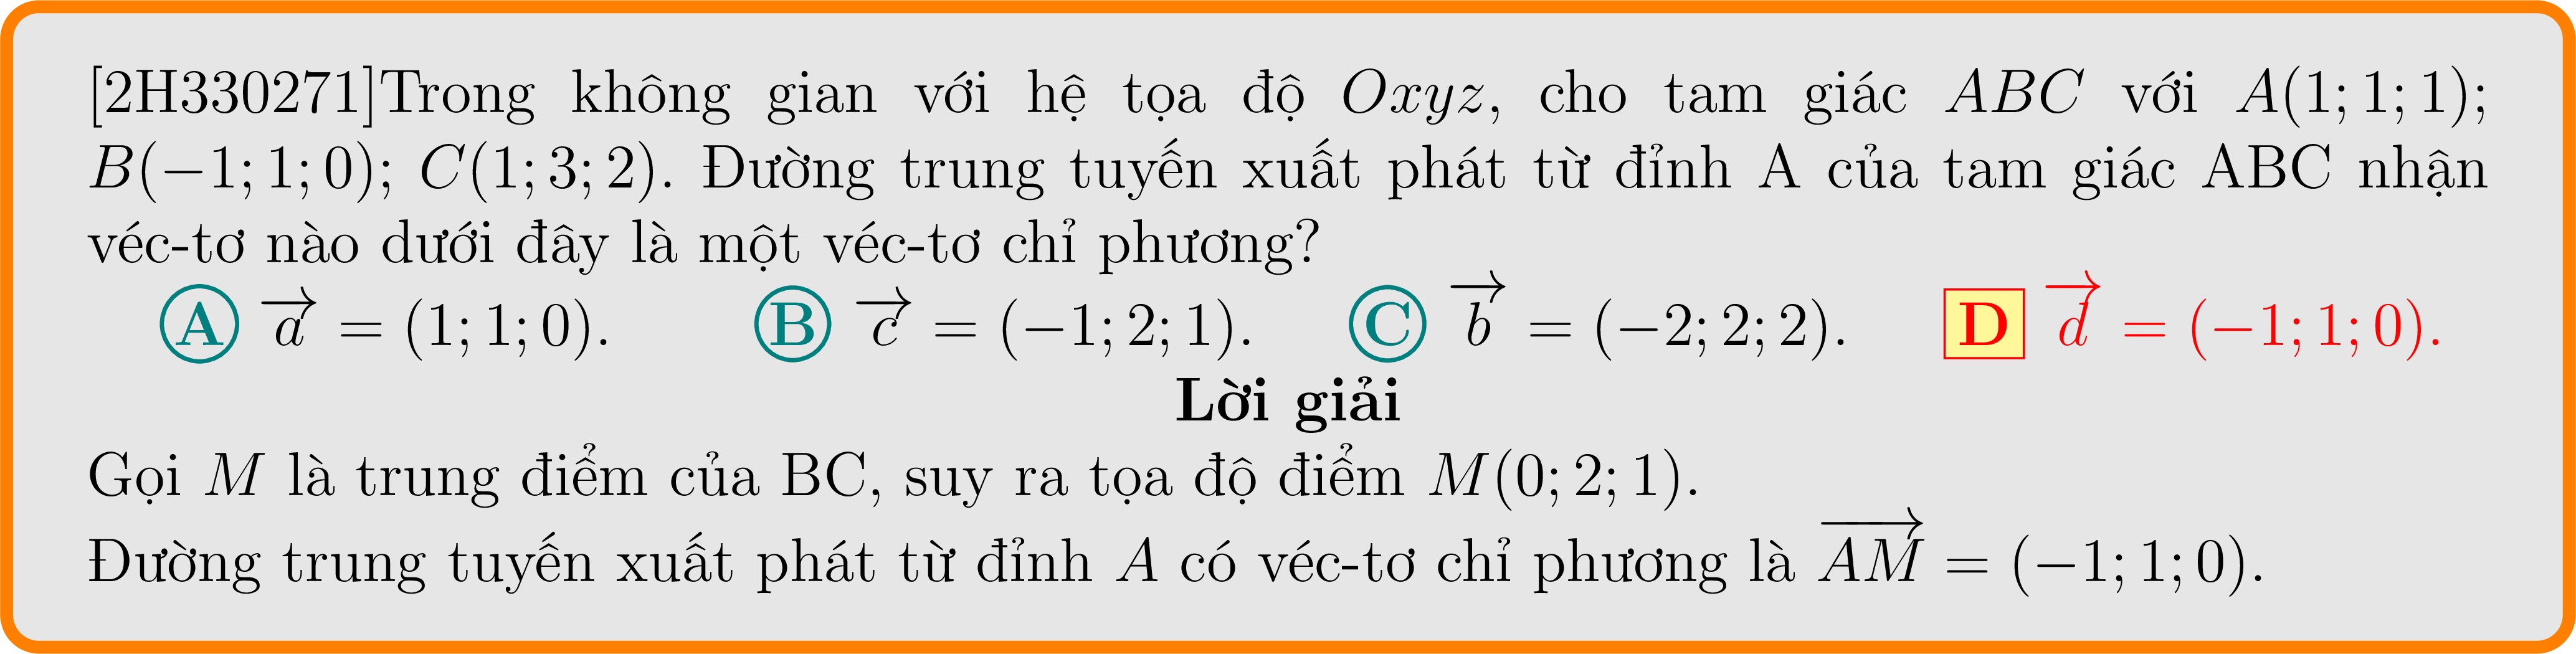 [2H330271]Trong không gian với hệ tọa độ Oxyz, cho tam giác ABC với A(1; 1; 1);
B(−1; 1; 0); C(1; 3; 2). Đường trung tuyến xuất phát từ đỉnh A của tam giác ABC nhận
véc-tơ nào dưới đây là một véc-tơ chỉ phương?
A $\overrightarrow{a}$ = (1; 1; 0). B $\overrightarrow{c}$ = (−1; 2; 1). C $\overrightarrow{b}$ = (−2; 2; 2). D $\overrightarrow{d}$ = (−1; 1; 0).
Lời giải
Gọi M là trung điểm của BC, suy ra tọa độ điểm M(0; 2; 1).
Đường trung tuyến xuất phát từ đỉnh A có véc-tơ chỉ phương là $\overrightarrow{AM}$ = (−1; 1; 0).